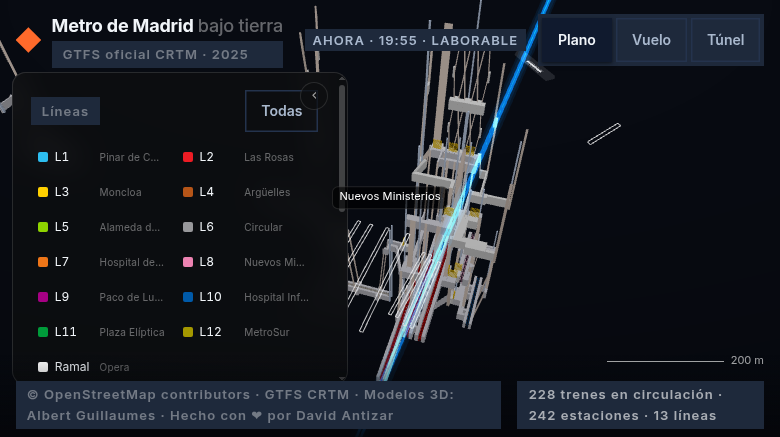 Metro de Madrid bajo tierra
GTFS oficial CRTM · 2025
AHORA · 19:55 · LABORABLE
Plano
Vuelo
Túnel
Líneas
Todas
L1 Pinar de C...
L2 Las Rosas
L3 Moncloa
L4 Argüelles
L5 Alameda d...
L6 Circular
L7 Hospital de...
L8 Nuevos Mi...
L9 Paco de Lu...
L10 Hospital Inf...
L11 Plaza Elíptica
L12 MetroSur
Ramal Opera
Nuevos Ministerios
200 m
© OpenStreetMap contributors · GTFS CRTM · Modelos 3D:
Albert Guillaumes · Hecho con ❤ por David Antizar
228 trenes en circulación ·
242 estaciones · 13 líneas